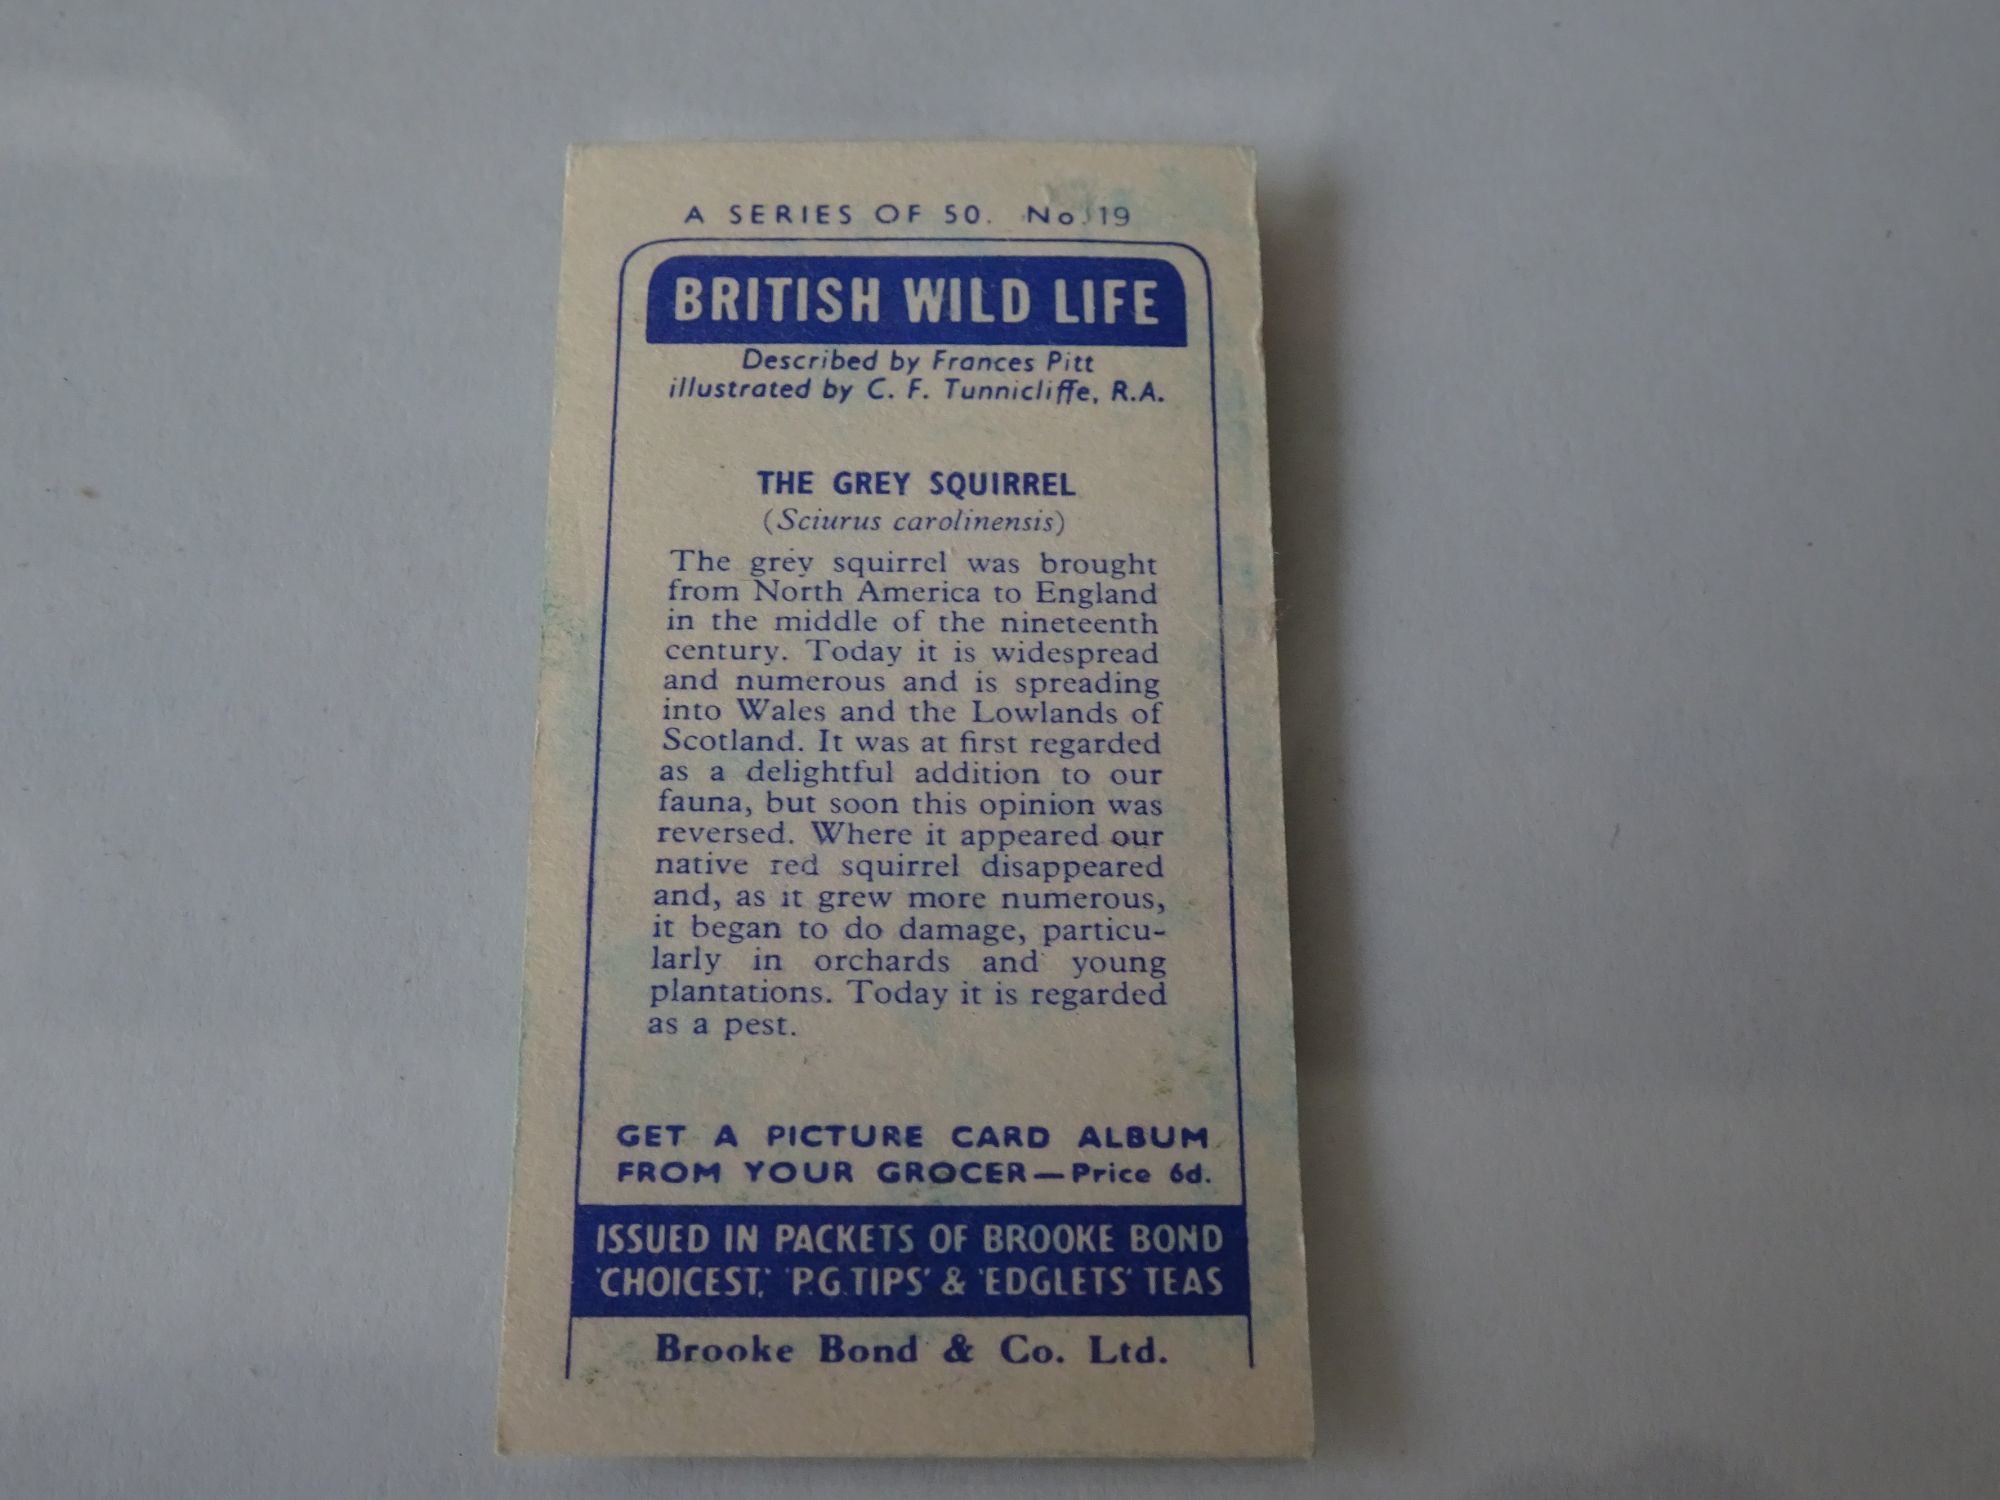 A SERIES OF 50. No. 19
BRITISH WILD LIFE
Described by Frances Pitt
illustrated by C. F. Tunnicliffe, R.A.
THE GREY SQUIRREL
(Sciurus carolinensis)
The grey squirrel was brought
from North America to England
in the middle of the nineteenth
century. Today it is widespread
and numerous and is spreading
into Wales and the Lowlands of
Scotland. It was at first regarded
as a delightful addition to our
fauna, but soon this opinion was
reversed. Where it appeared our
native red squirrel disappeared
and, as it grew more numerous,
it began to do damage, particu-
larly in orchards and young
plantations. Today it is regarded
as a pest.
GET A PICTURE CARD ALBUM
FROM YOUR GROCER—Price 6d.
ISSUED IN PACKETS OF BROOKE BOND
'CHOICEST,' 'P.G.TIPS' & 'EDGLETS' TEAS
Brooke Bond & Co. Ltd.